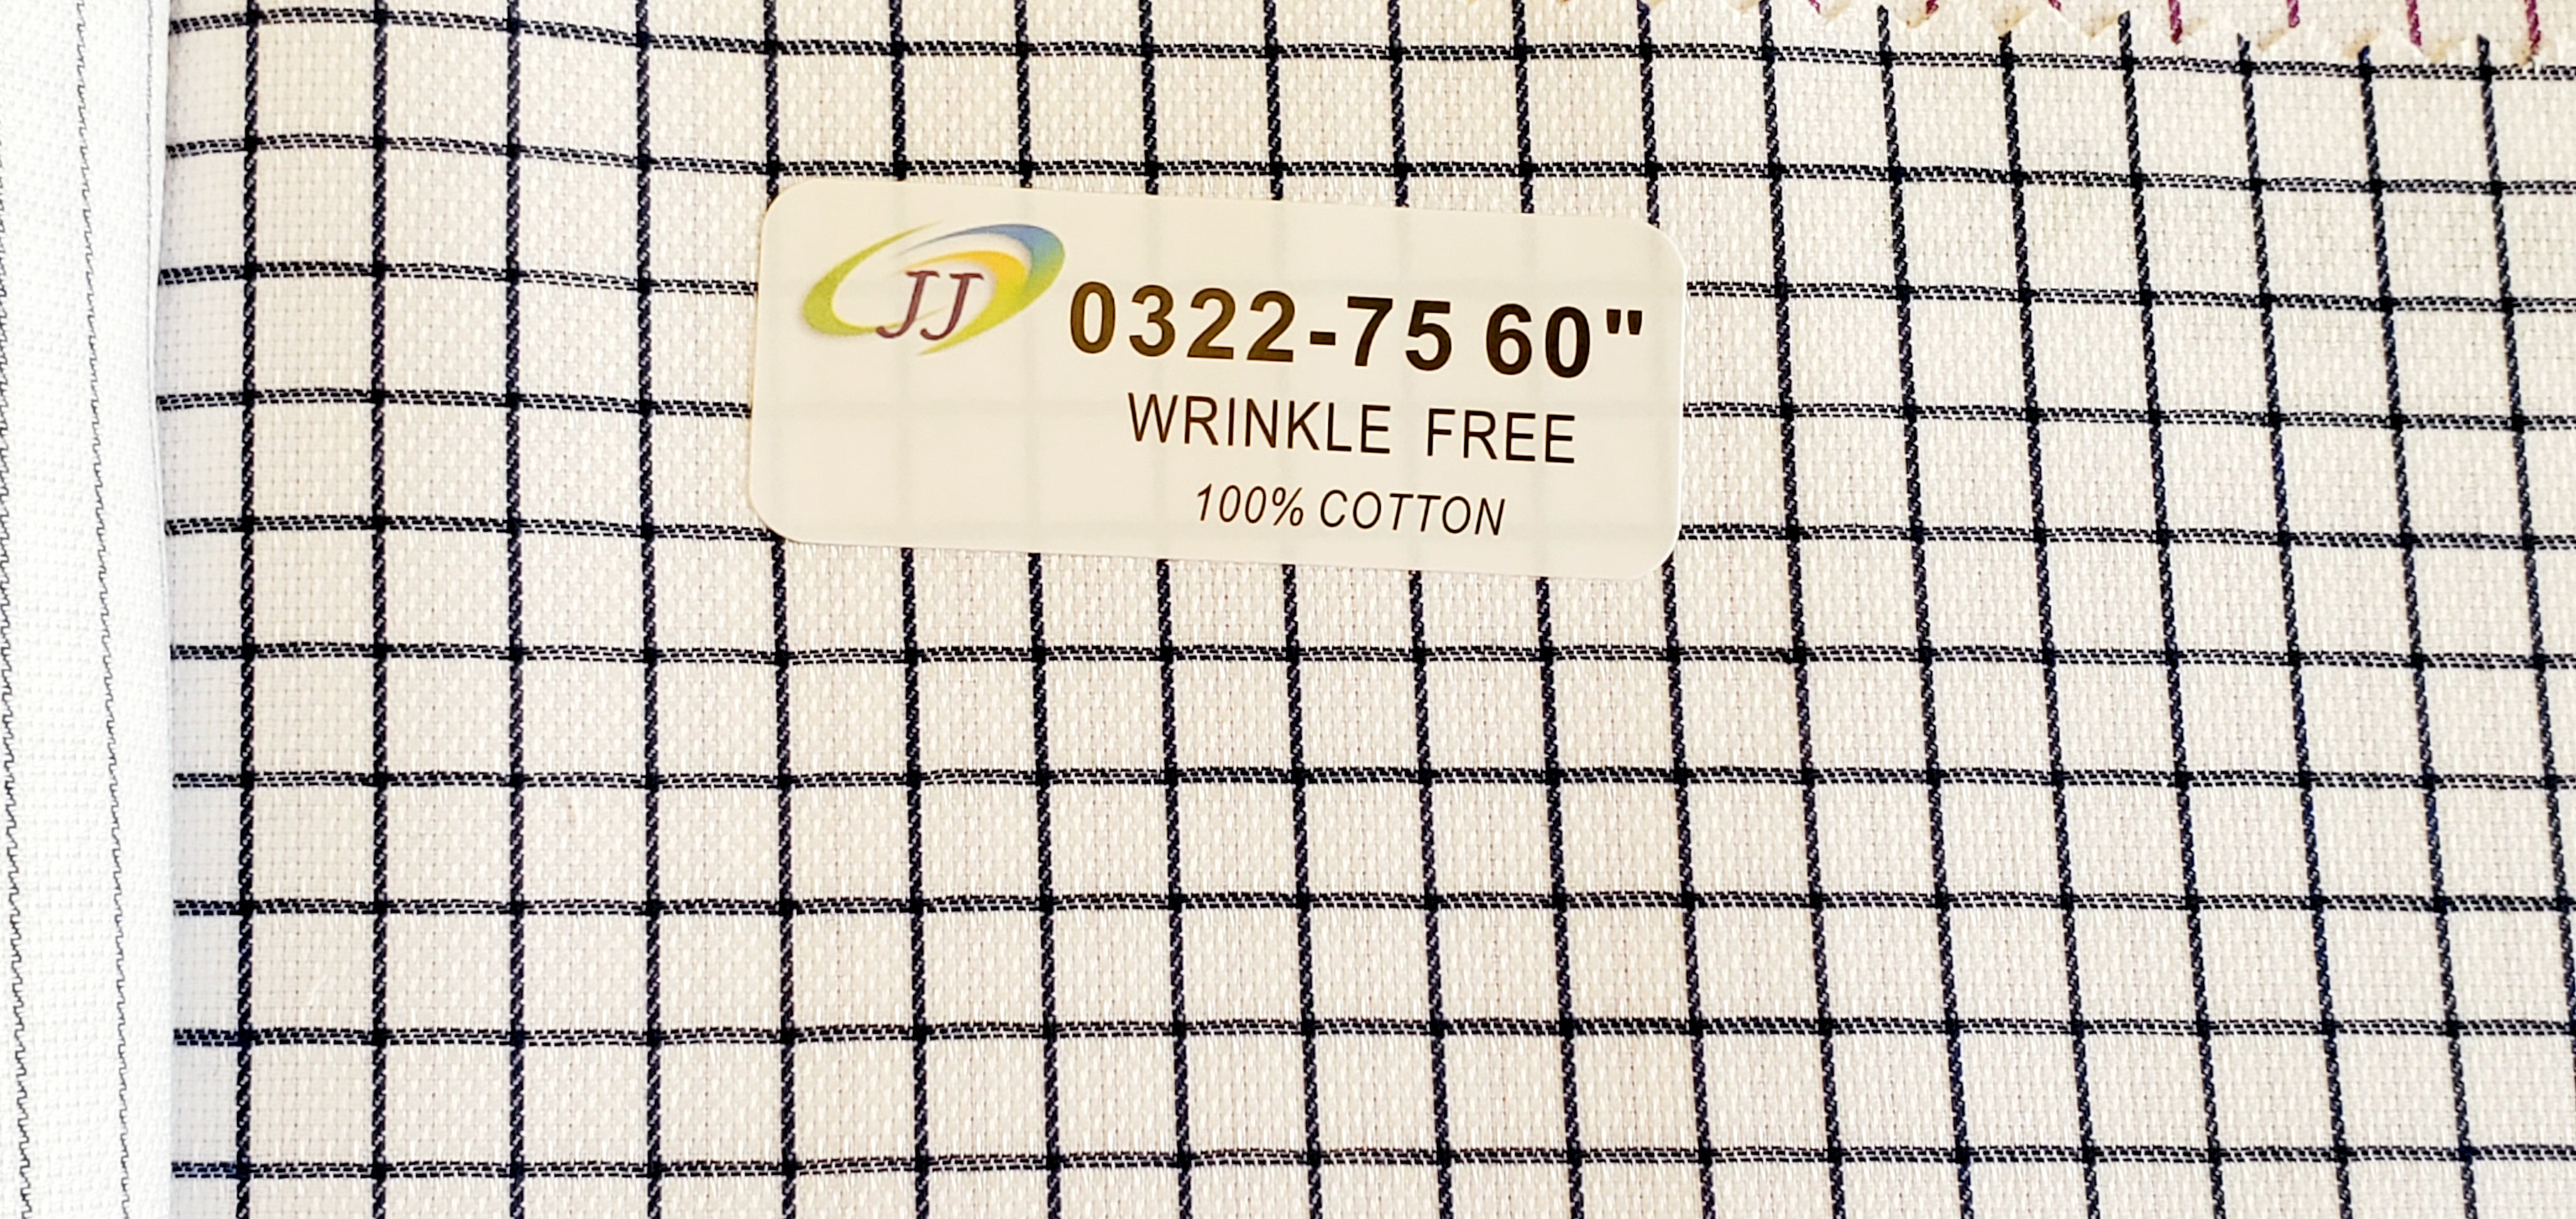 JJ 0322-75 60"
WRINKLE FREE
100% COTTON